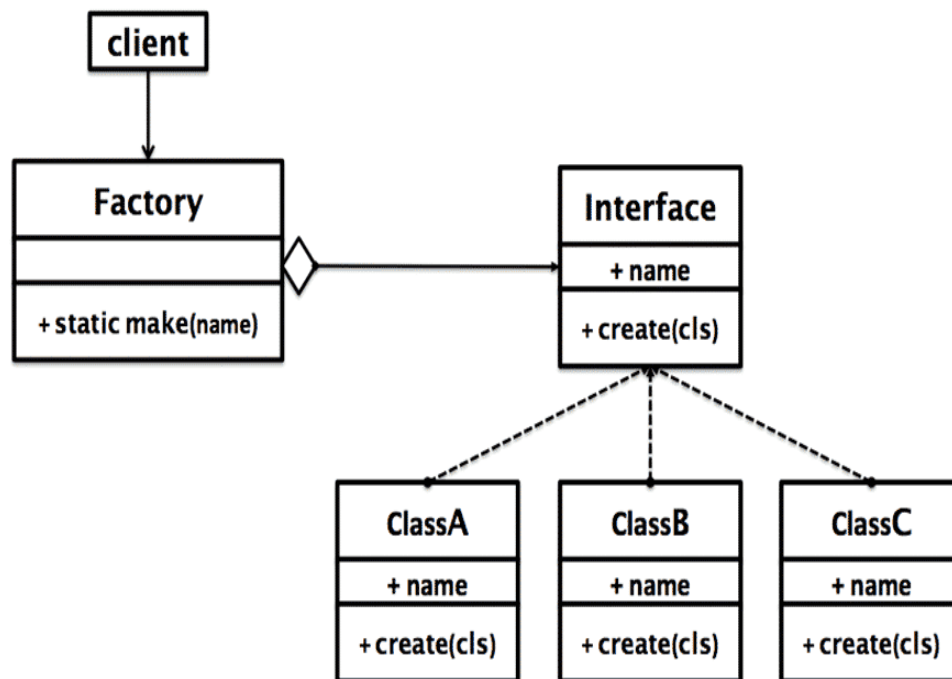 client
Factory
+ static make(name)
Interface
+ name
+ create(cls)
ClassA
+ name
+ create(cls)
ClassB
+ name
+ create(cls)
ClassC
+ name
+ create(cls)